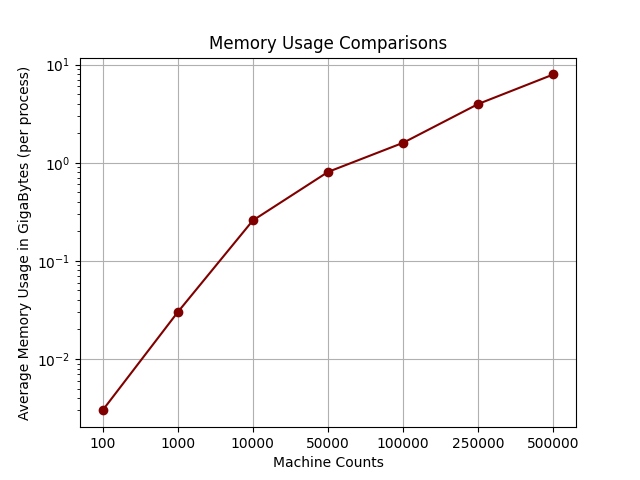 Memory Usage Comparisons
Average Memory Usage in GigaBytes (per process)
10¹
10⁰
10⁻¹
10⁻²
100 1000 10000 50000 100000 250000 500000
Machine Counts